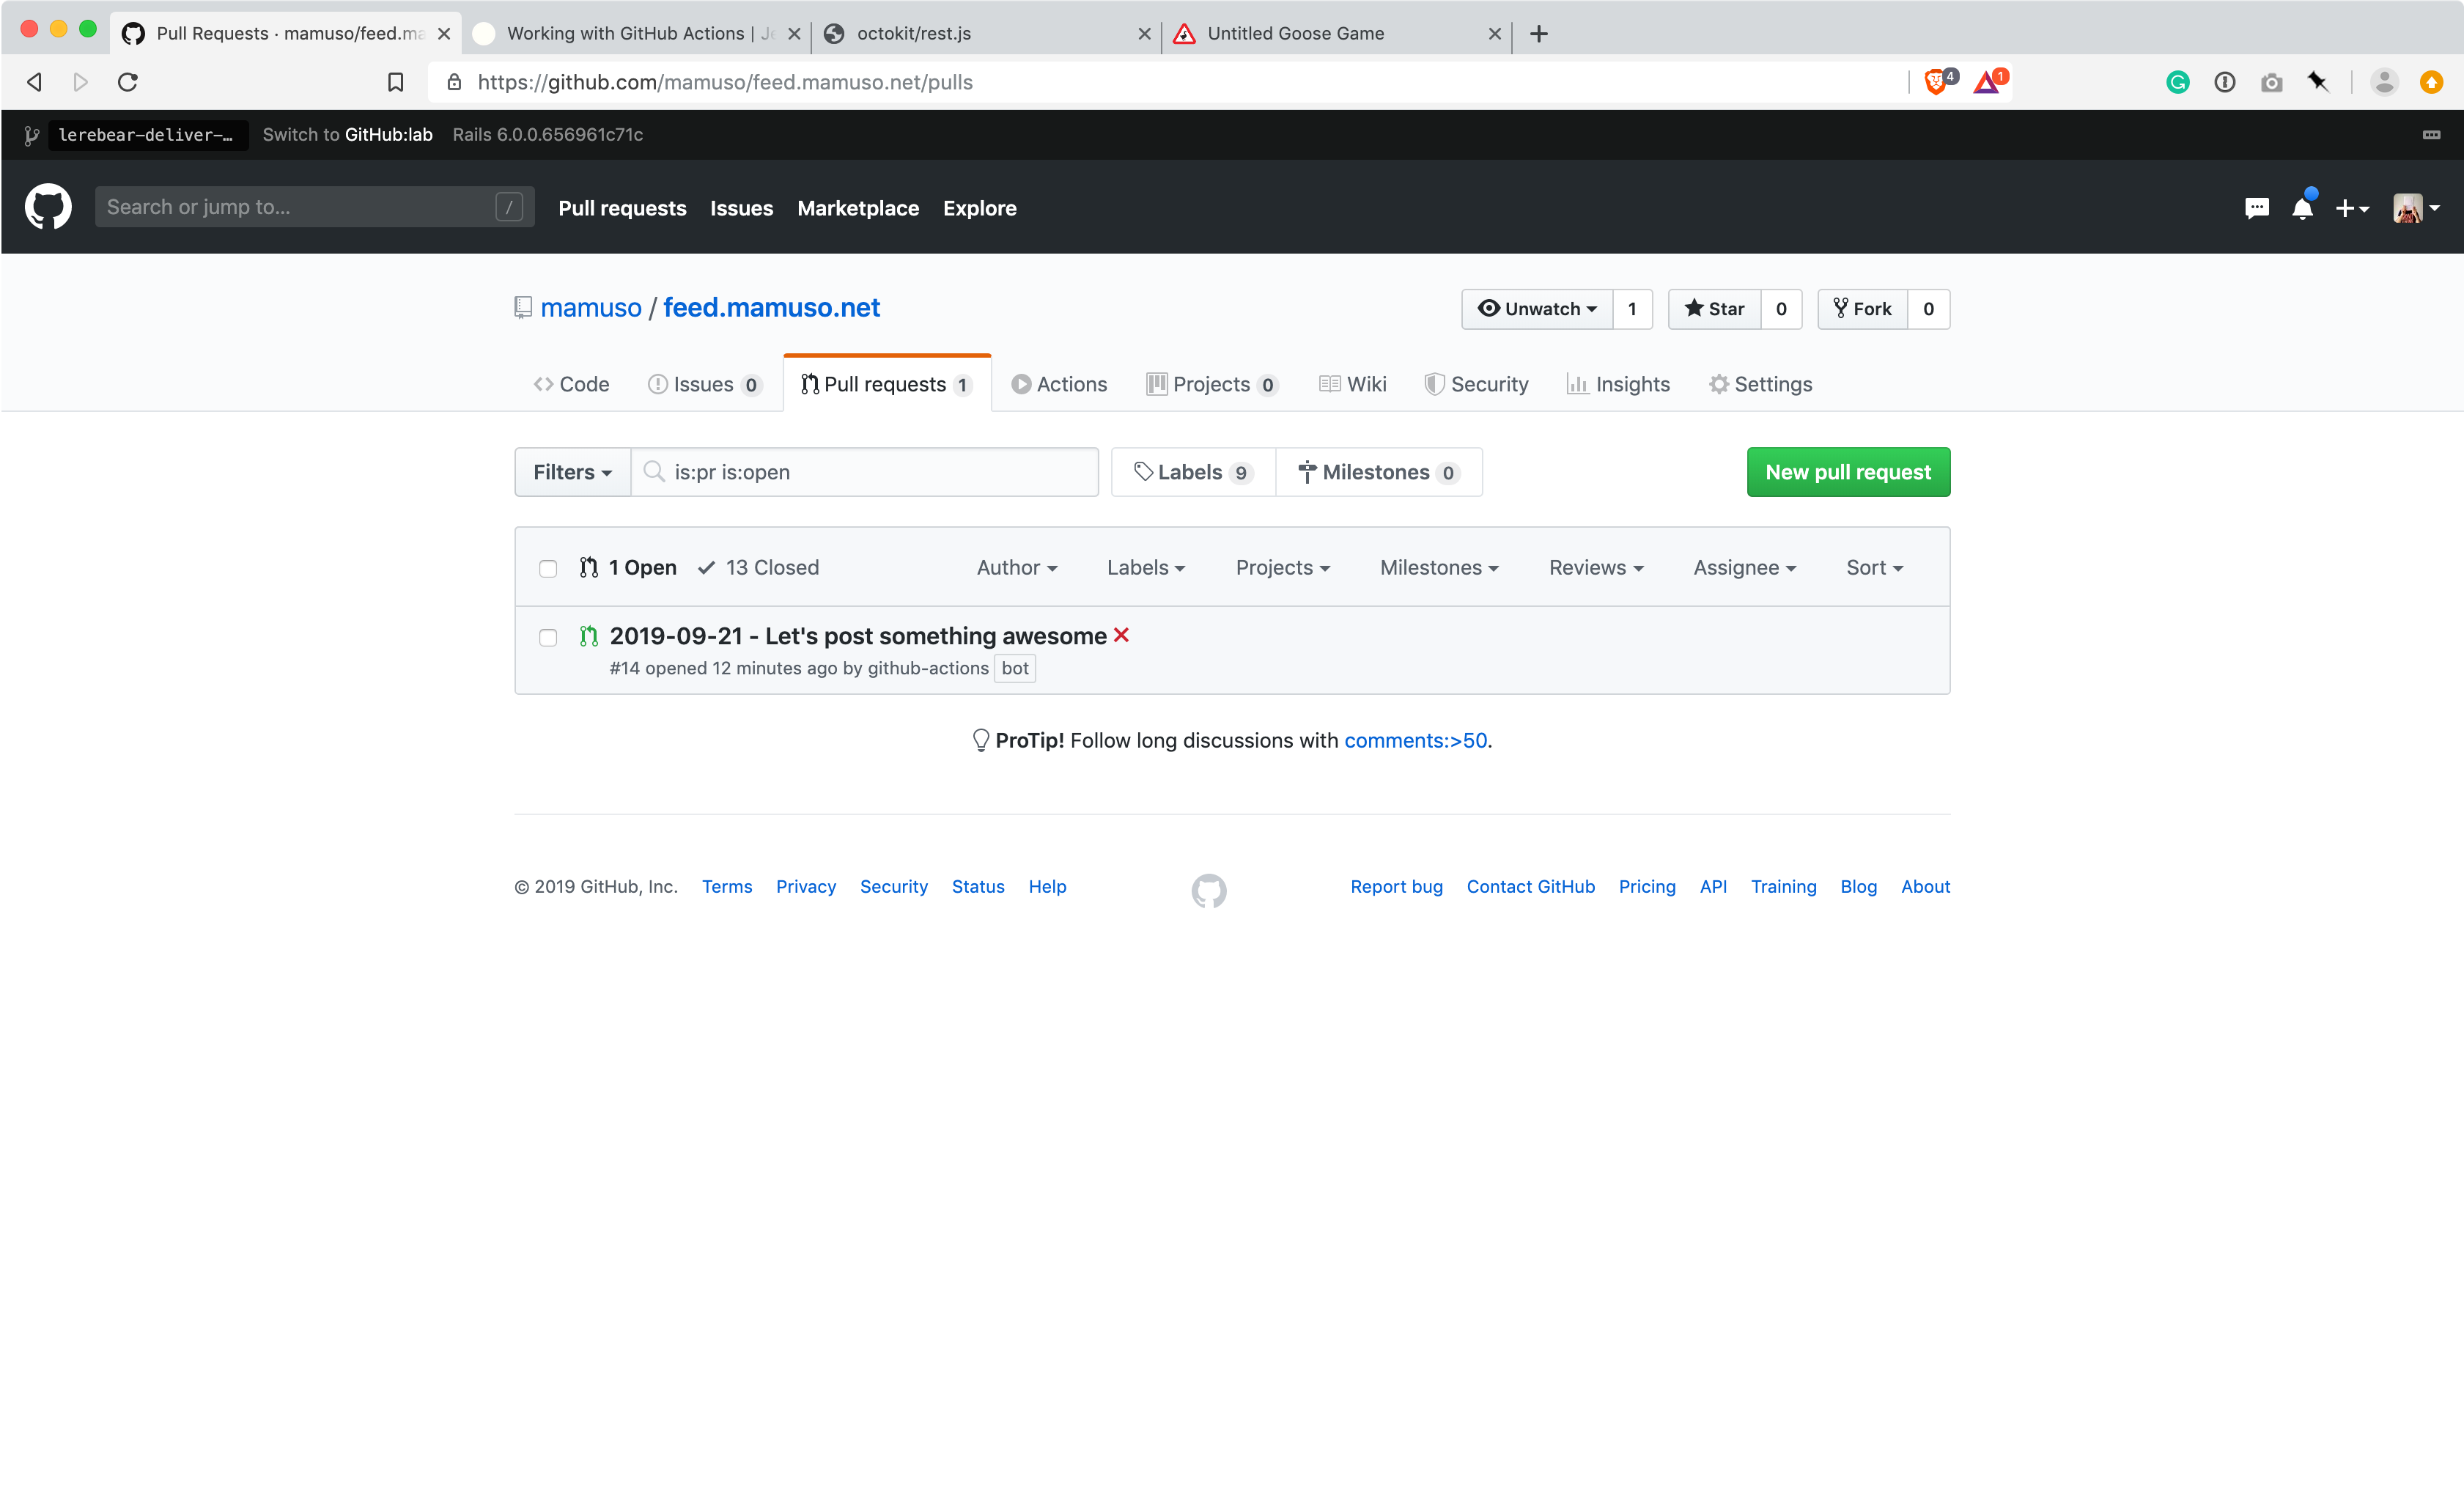 Pull Requests · mamuso/feed.ma
Working with GitHub Actions | Je
octokit/rest.js
Untitled Goose Game
https://github.com/mamuso/feed.mamuso.net/pulls
4
1
lerebear-deliver-…
Switch to GitHub:lab
Rails 6.0.0.656961c71c
Search or jump to...
/
Pull requests
Issues
Marketplace
Explore
mamuso / feed.mamuso.net
Unwatch 1
Star 0
Fork 0
Code
Issues 0
Pull requests 1
Actions
Projects 0
Wiki
Security
Insights
Settings
Filters
is:pr is:open
Labels 9
Milestones 0
New pull request
1 Open
13 Closed
Author
Labels
Projects
Milestones
Reviews
Assignee
Sort
2019-09-21 - Let's post something awesome
#14 opened 12 minutes ago by github-actions bot
ProTip! Follow long discussions with comments:>50.
© 2019 GitHub, Inc.
Terms
Privacy
Security
Status
Help
Report bug
Contact GitHub
Pricing
API
Training
Blog
About